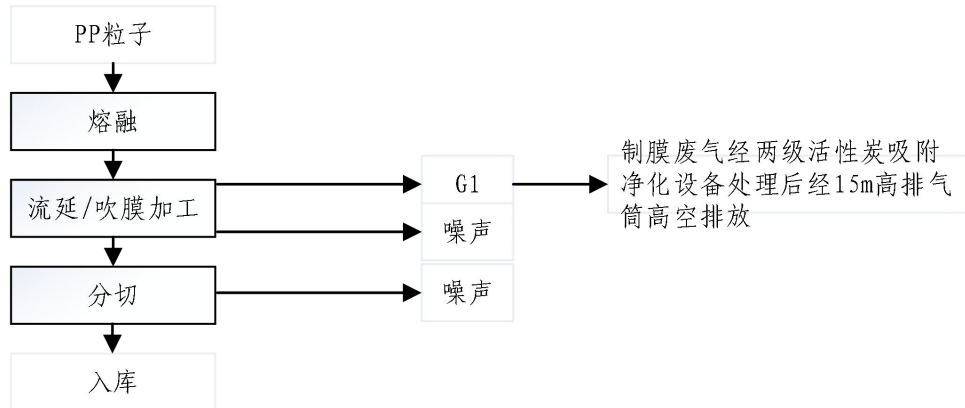 PP粒子
熔融
流延/吹膜加工
分切
入库
G1
噪声
噪声
制膜废气经两级活性炭吸附
净化设备处理后经15m高排气
筒高空排放